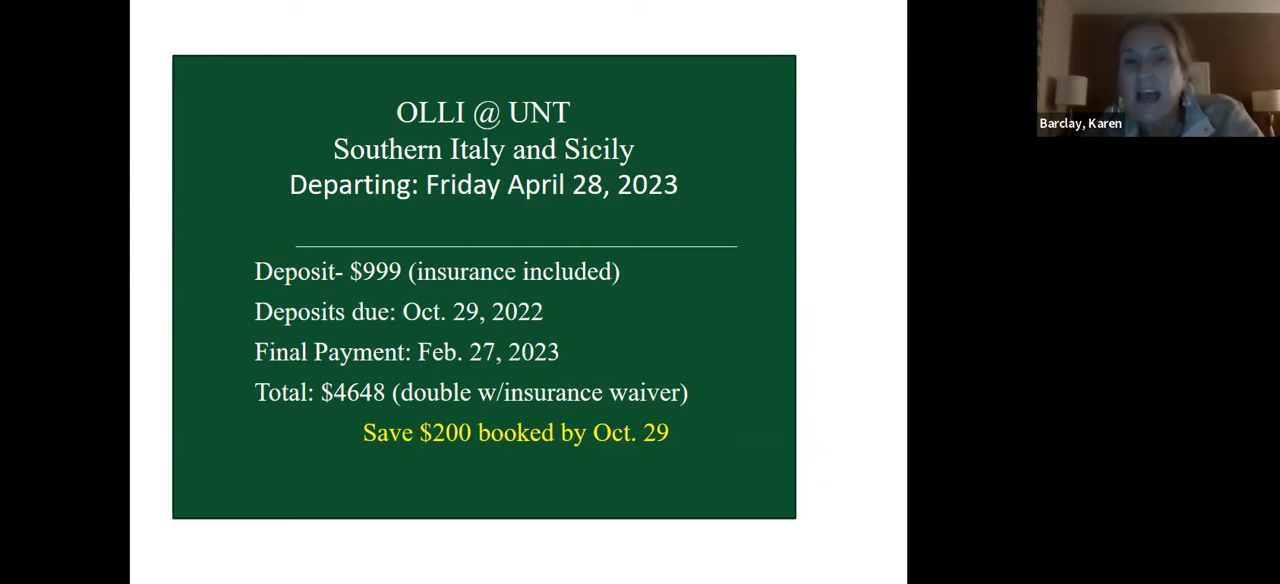 OLLI @ UNT
Southern Italy and Sicily
Departing: Friday April 28, 2023
Deposit- $999 (insurance included)
Deposits due: Oct. 29, 2022
Final Payment: Feb. 27, 2023
Total: $4648 (double w/insurance waiver)
Save $200 booked by Oct. 29
Barclay, Karen